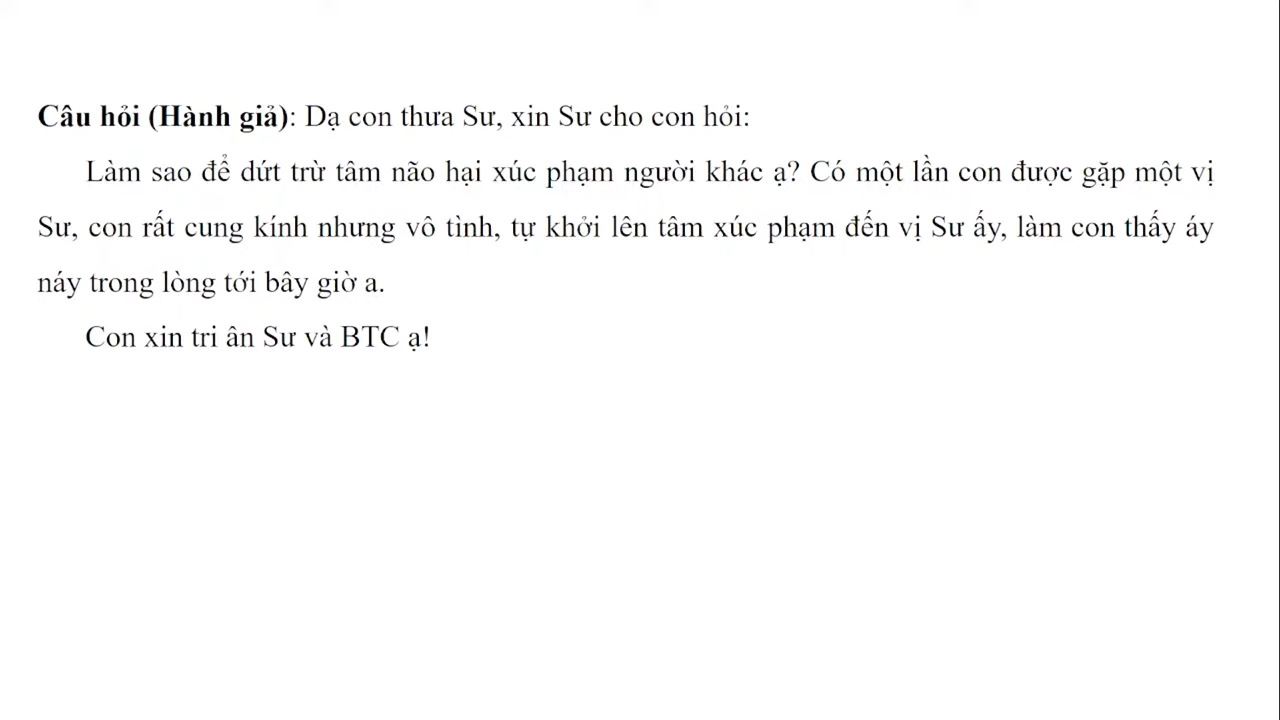 Câu hỏi (Hành giả): Dạ con thưa Sư, xin Sư cho con hỏi:
Làm sao để dứt trừ tâm não hại xúc phạm người khác ạ? Có một lần con được gặp một vị
Sư, con rất cung kính nhưng vô tình, tự khởi lên tâm xúc phạm đến vị Sư ấy, làm con thấy áy
náy trong lòng tới bây giờ a.
Con xin tri ân Sư và BTC ạ!